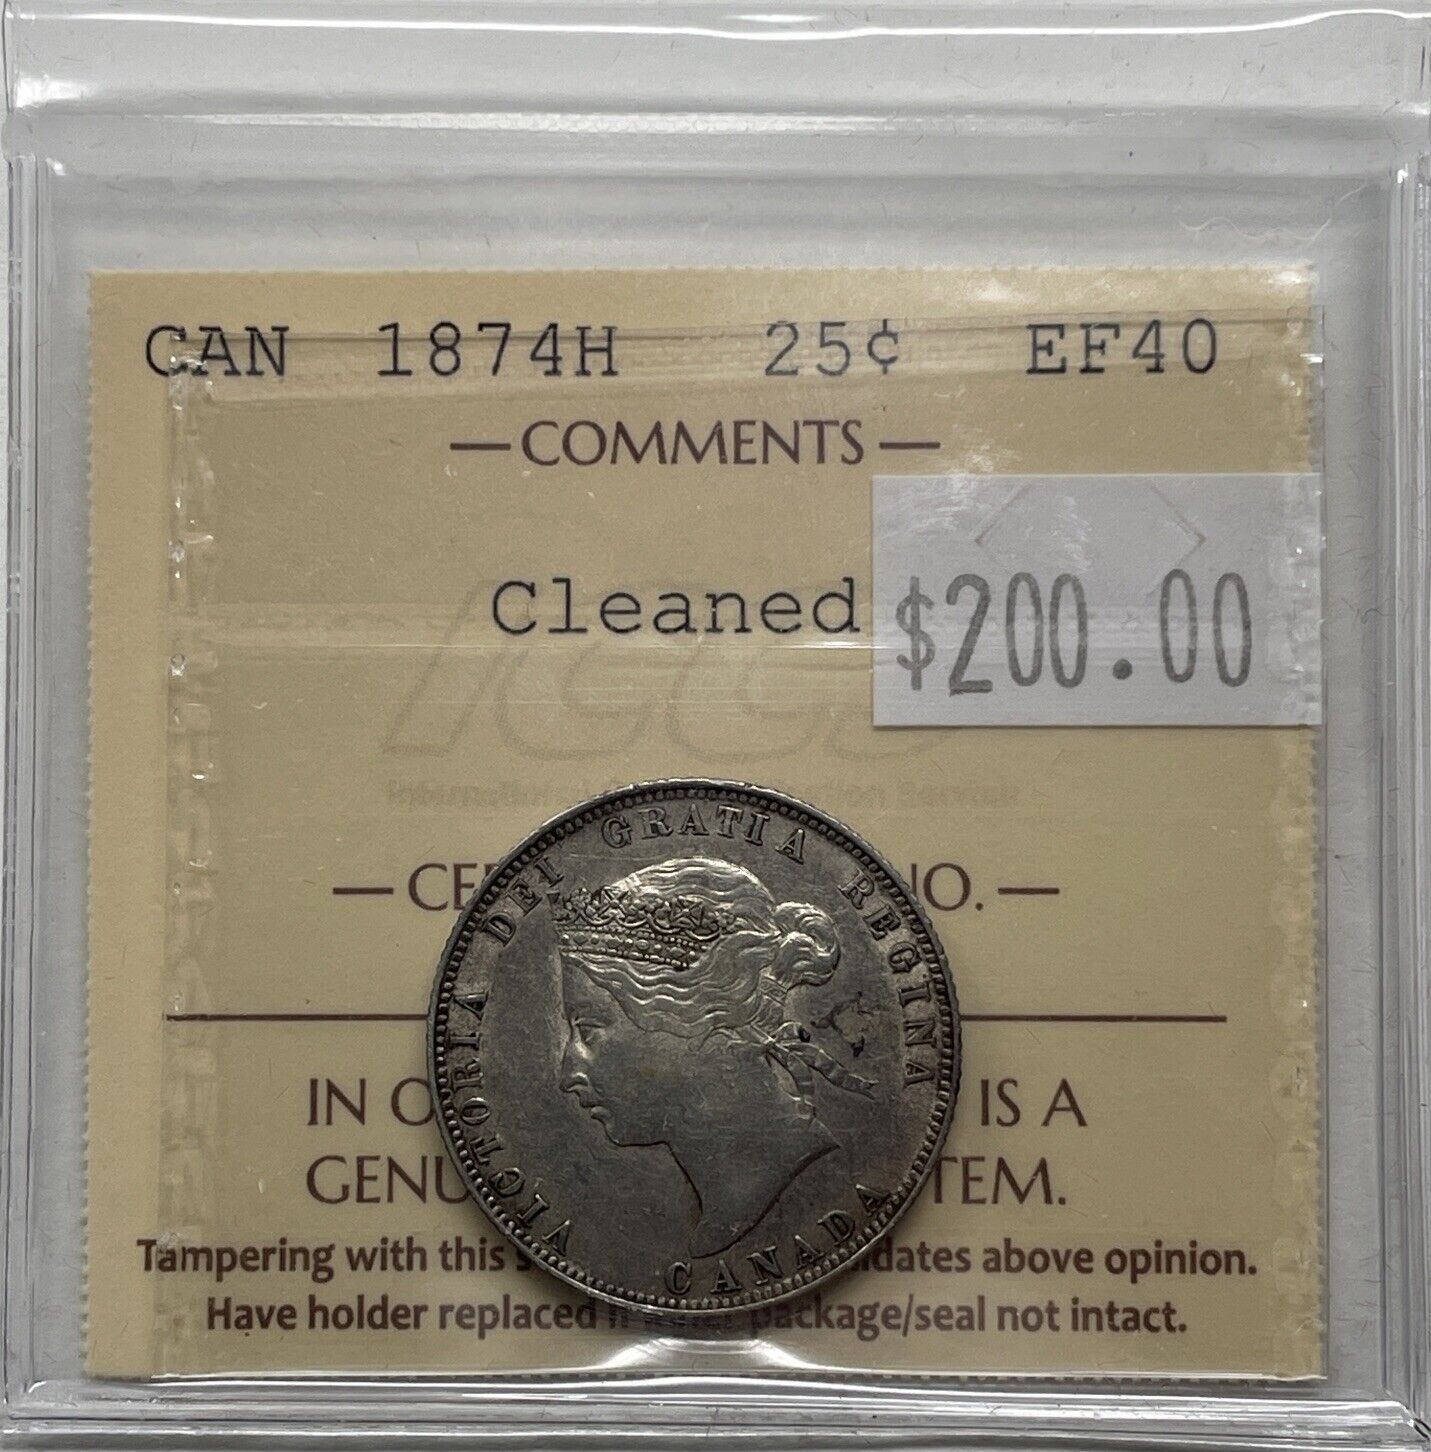 CAN 1874H 25¢ EF40
— COMMENTS —
Cleaned
$200.00
ICCS
— CE NO. —
VICTORIA DEI GRATIA REGINA
CANADA
IN O IS A
GENU TEM.
Tampering with this dates above opinion.
Have holder replaced package/seal not intact.